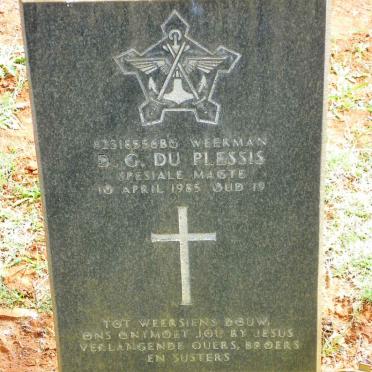 82318556BG WEERMAN
D. G. DU PLESSIS
SPESIALE MAGTE
10 APRIL 1985 OUD 19
TOT WEERSIENS DOUW.
ONS ONTMOET JOU BY JESUS
VERLANGENDE OUERS, BROERS
EN SUSTERS